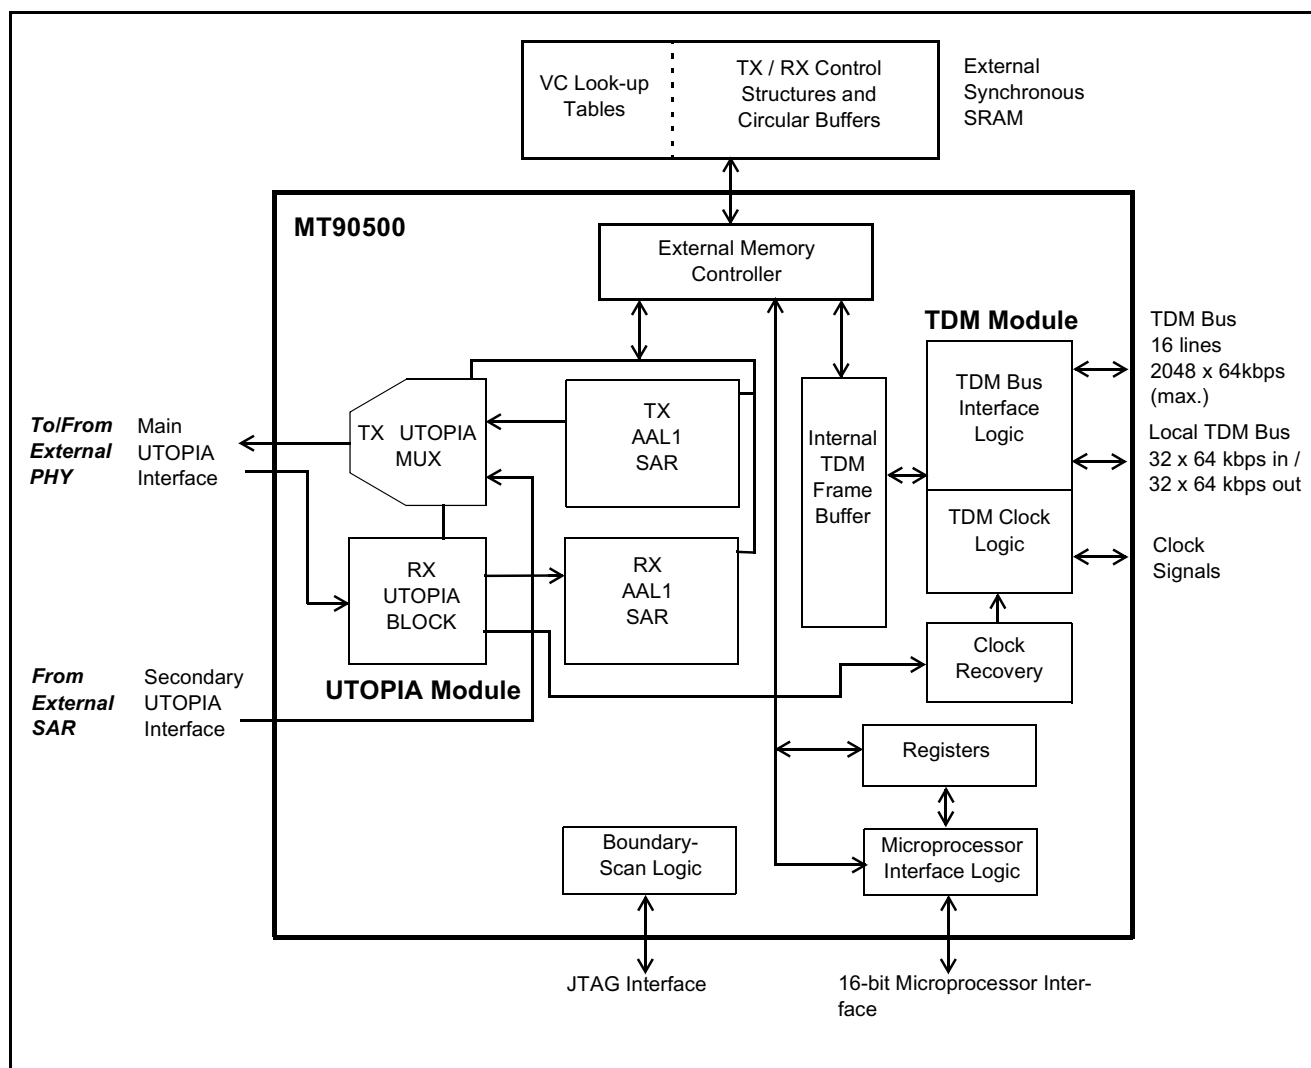 VC Look-up
Tables
TX / RX Control
Structures and
Circular Buffers
External
Synchronous
SRAM
MT90500
External Memory
Controller
TDM Module
TDM Bus
16 lines
2048 x 64kbps
(max.)
Local TDM Bus
32 x 64 kbps in /
32 x 64 kbps out
Clock
Signals
TDM Bus
Interface
Logic
TDM Clock
Logic
Internal
TDM
Frame
Buffer
TX UTOPIA
MUX
TX
AAL1
SAR
To/From
External
PHY
Main
UTOPIA
Interface
RX
UTOPIA
BLOCK
RX
AAL1
SAR
Clock
Recovery
UTOPIA Module
From
External
SAR
Secondary
UTOPIA
Interface
Registers
Boundary-
Scan Logic
Microprocessor
Interface Logic
JTAG Interface
16-bit Microprocessor Inter-
face